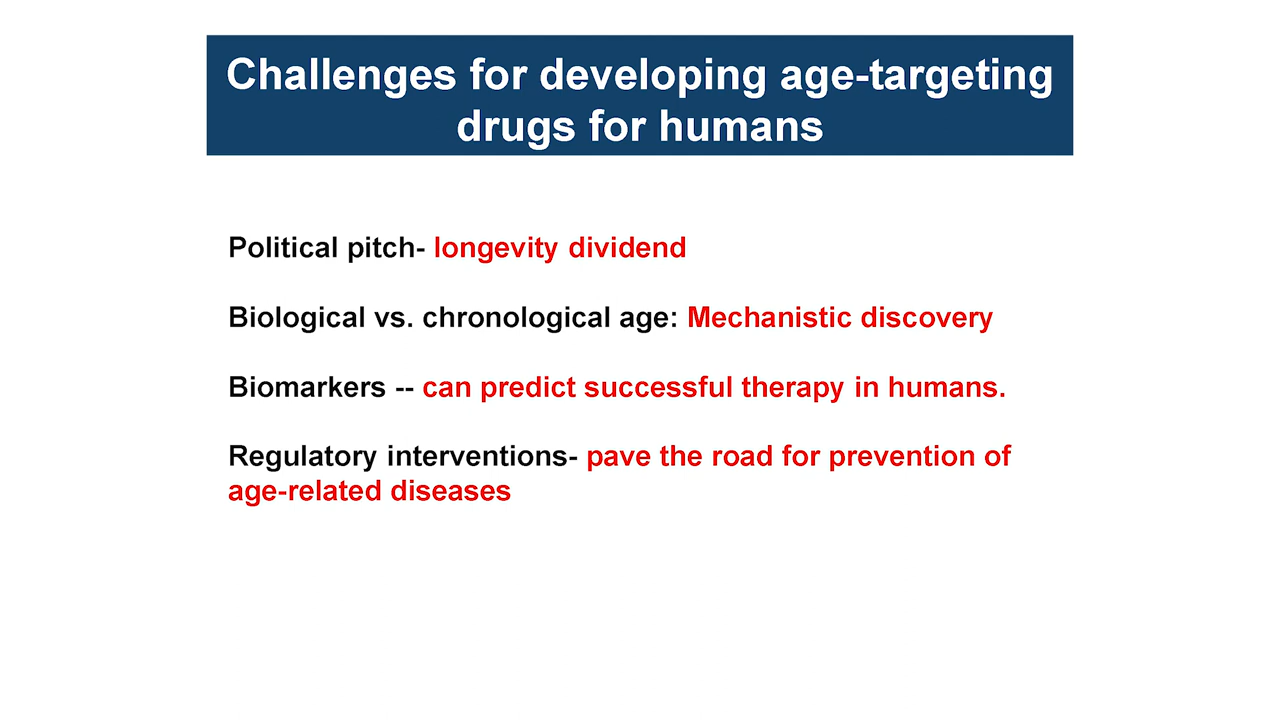 Challenges for developing age-targeting
drugs for humans
Political pitch- longevity dividend
Biological vs. chronological age: Mechanistic discovery
Biomarkers -- can predict successful therapy in humans.
Regulatory interventions- pave the road for prevention of
age-related diseases